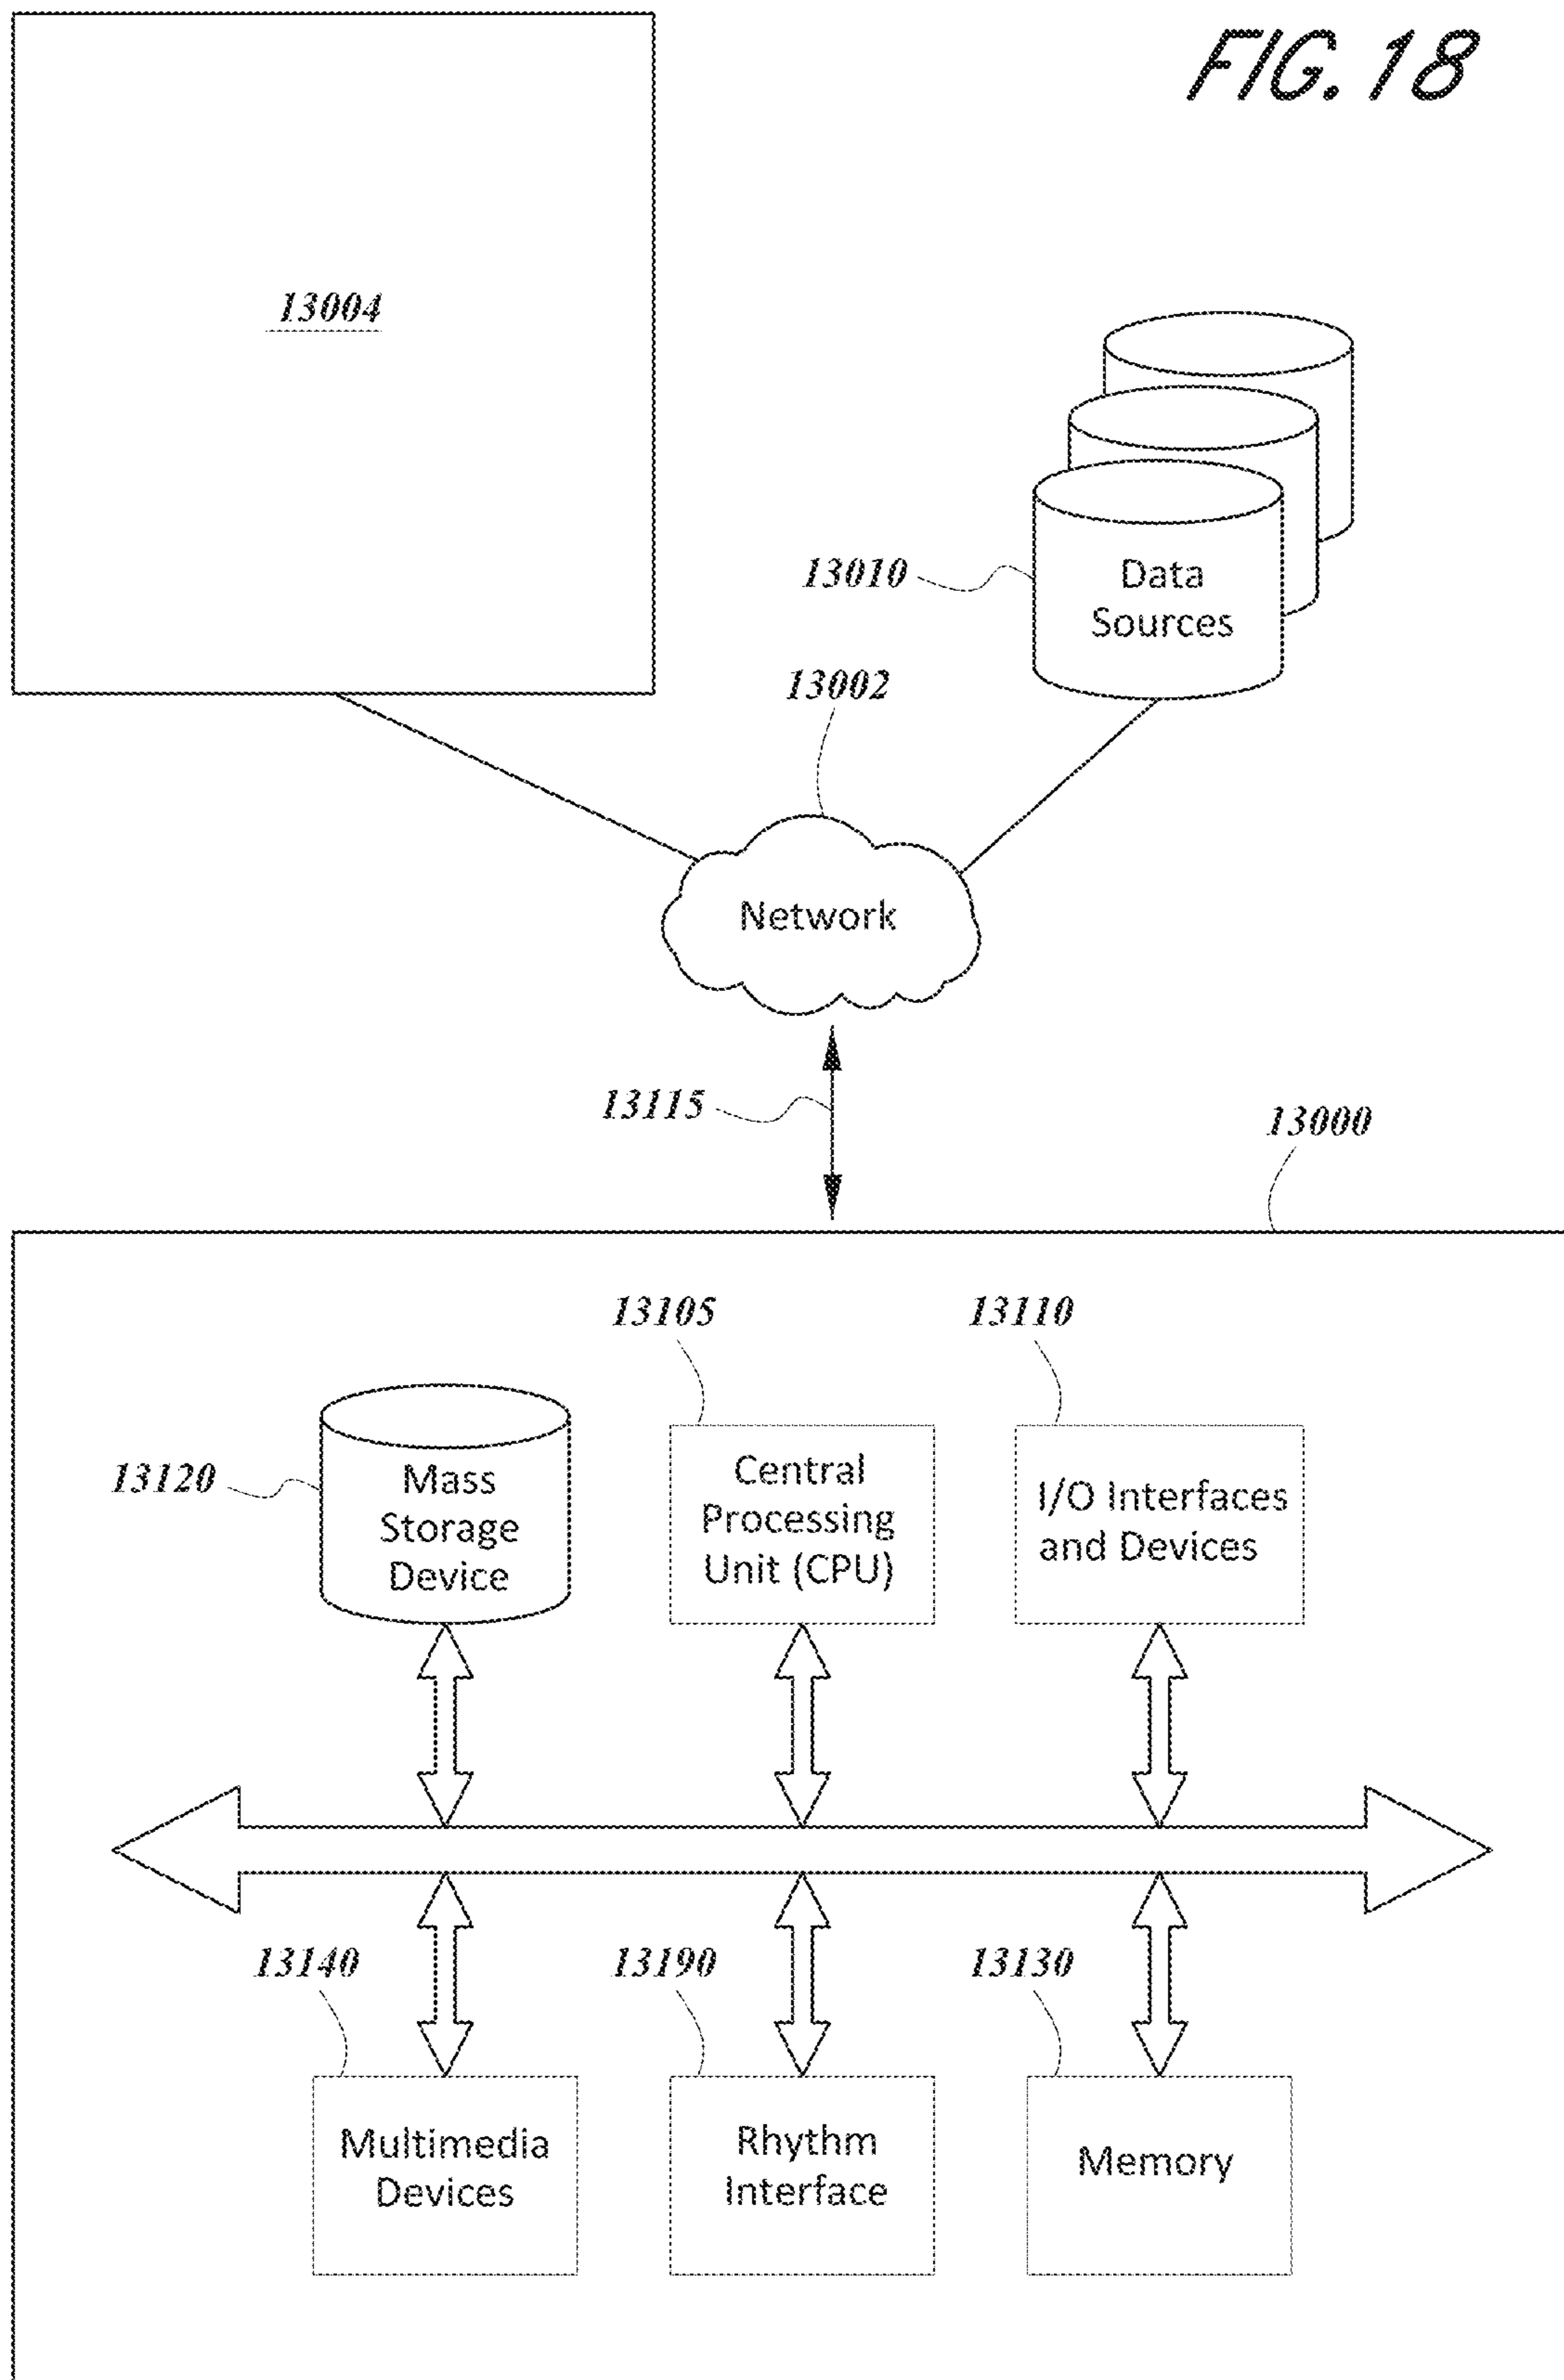 FIG. 18
13004
13010
Data
Sources
13002
Network
13115
13000
13105
13110
13120
Mass
Storage
Device
Central
Processing
Unit (CPU)
I/O Interfaces
and Devices
13140
13190
13130
Multimedia
Devices
Rhythm
Interface
Memory